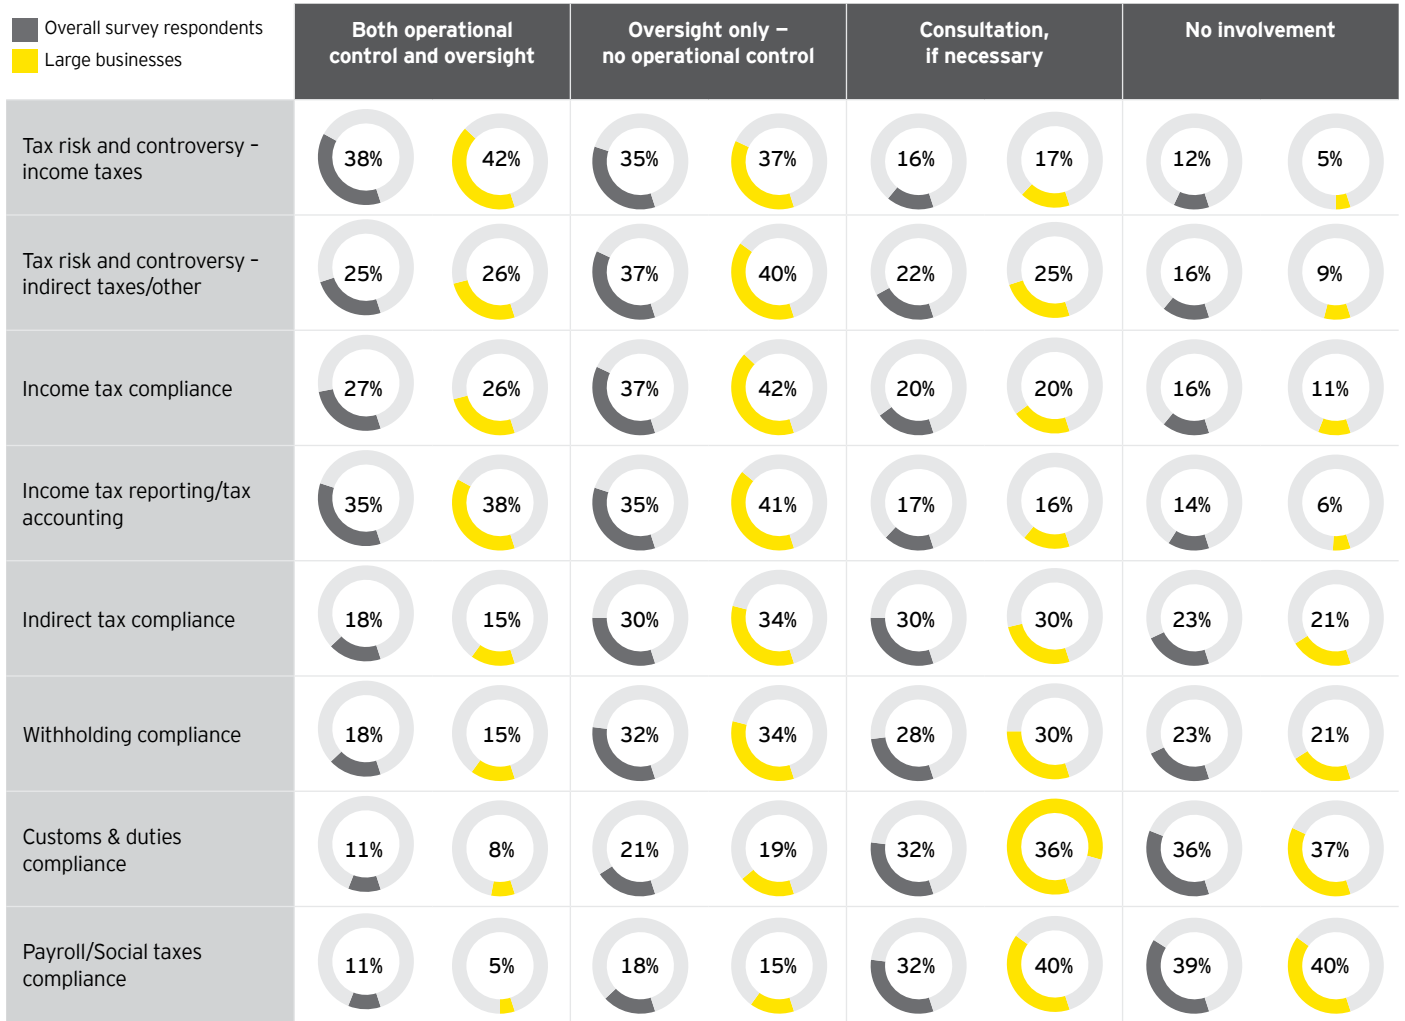 Overall survey respondents
Large businesses
Both operational
control and oversight
Oversight only –
no operational control
Consultation,
if necessary
No involvement
Tax risk and controversy –
income taxes
38% 42% 35% 37% 16% 17% 12% 5%
Tax risk and controversy –
indirect taxes/other
25% 26% 37% 40% 22% 25% 16% 9%
Income tax compliance
27% 26% 37% 42% 20% 20% 16% 11%
Income tax reporting/tax
accounting
35% 38% 35% 41% 17% 16% 14% 6%
Indirect tax compliance
18% 15% 30% 34% 30% 30% 23% 21%
Withholding compliance
18% 15% 32% 34% 28% 30% 23% 21%
Customs & duties
compliance
11% 8% 21% 19% 32% 36% 36% 37%
Payroll/Social taxes
compliance
11% 5% 18% 15% 32% 40% 39% 40%